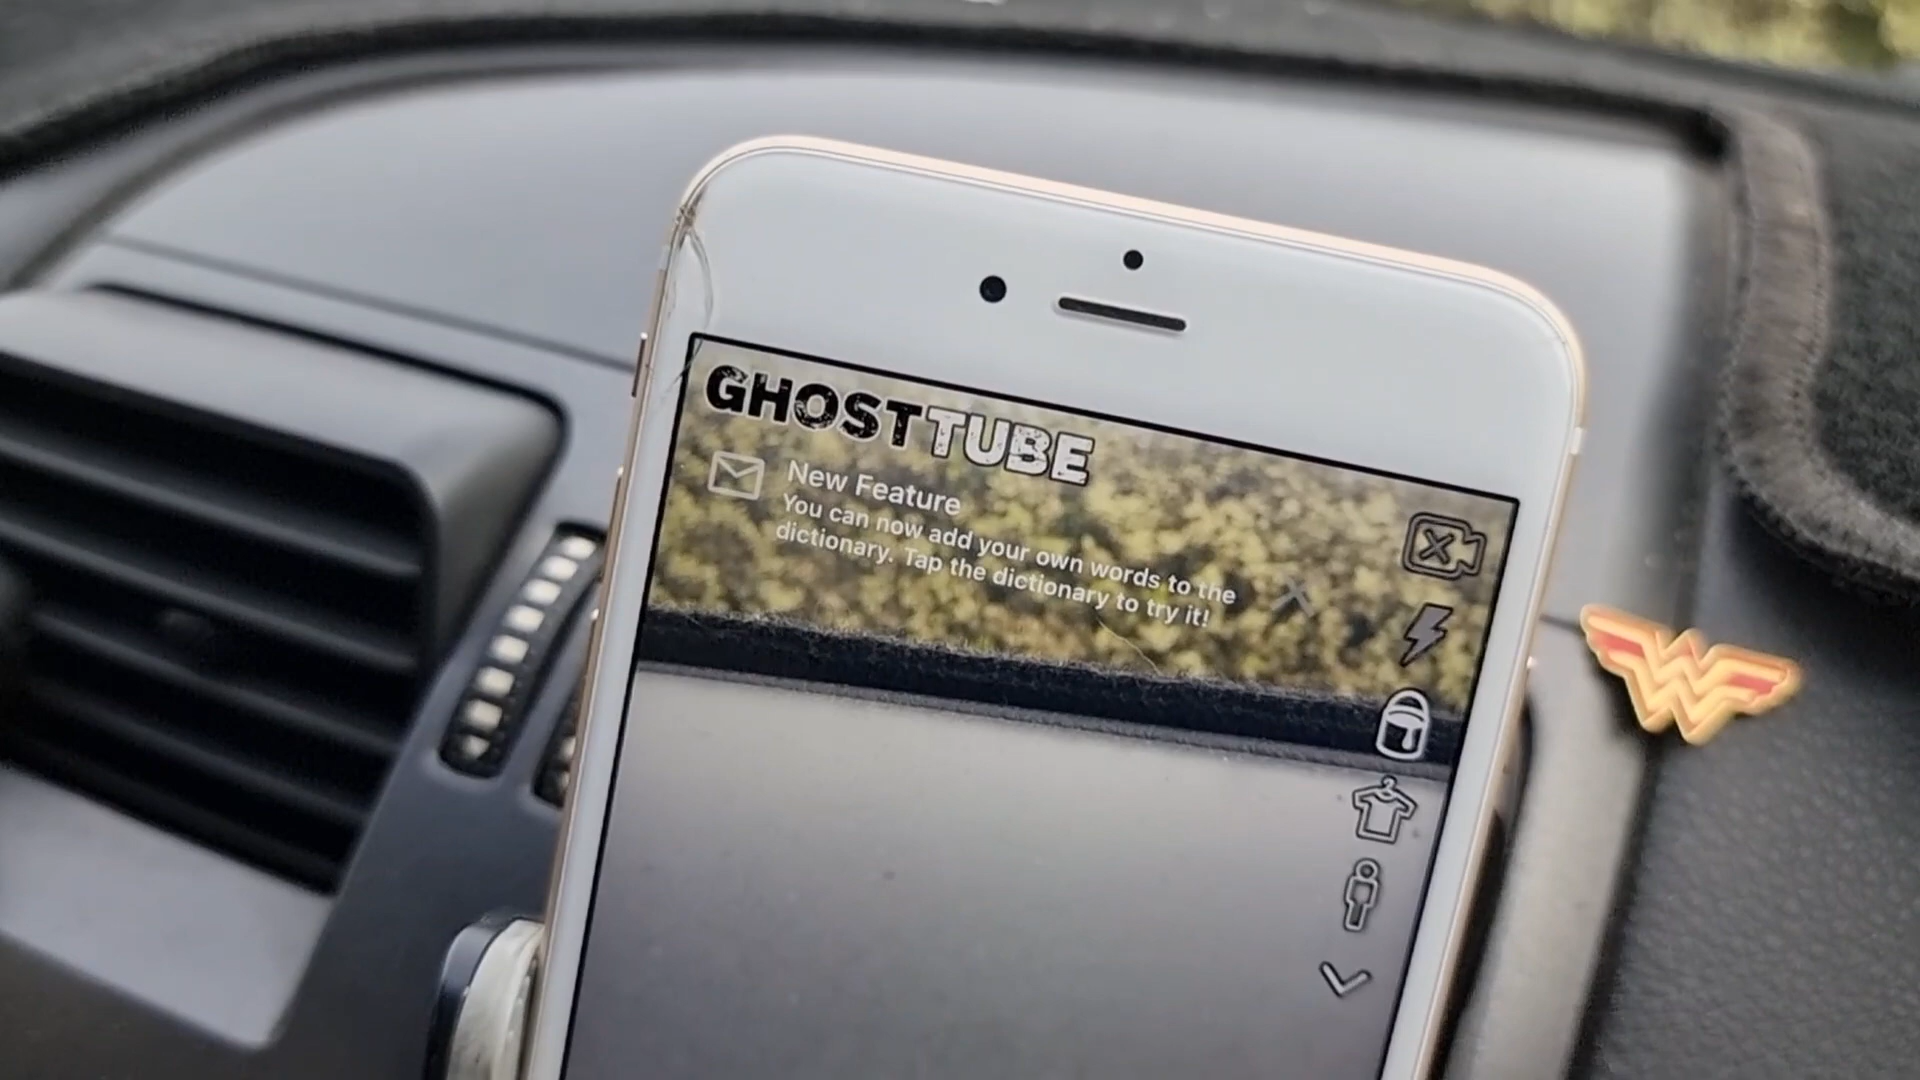 GHOSTTUBE
New Feature
You can now add your own words to the
dictionary. Tap the dictionary to try it!
W